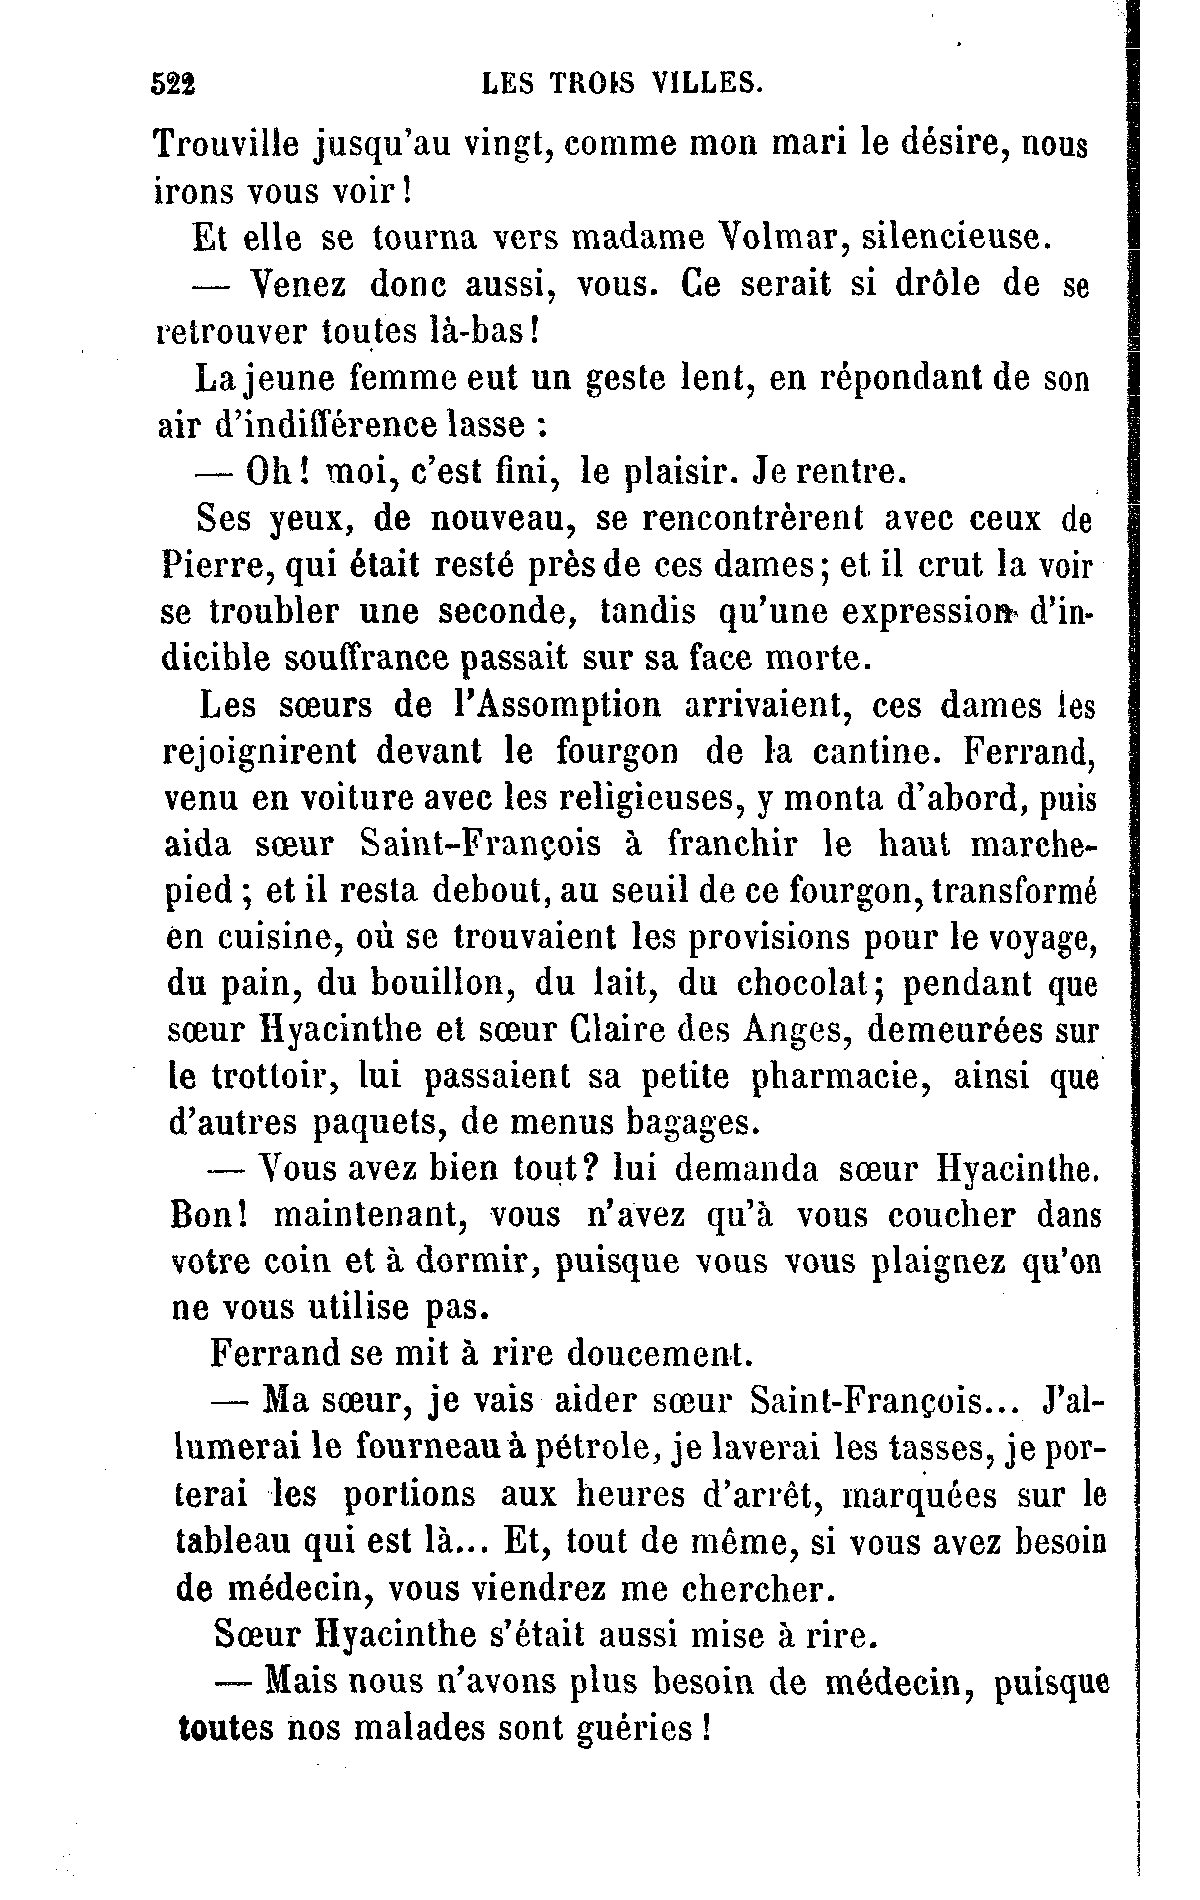 522 LES TROIS VILLES.
Trouville jusqu'au vingt, comme mon mari le désire, nous
irons vous voir!
Et elle se tourna vers madame Volmar, silencieuse.
— Venez donc aussi, vous. Ce serait si drôle de se
retrouver toutes là-bas!
La jeune femme eut un geste lent, en répondant de son
air d'indifférence lasse :
— Oh! moi, c'est fini, le plaisir. Je rentre.
Ses yeux, de nouveau, se rencontrèrent avec ceux de
Pierre, qui était resté près de ces dames; et il crut la voir
se troubler une seconde, tandis qu'une expression d'in-
dicible souffrance passait sur sa face morte.
Les sœurs de l'Assomption arrivaient, ces dames les
rejoignirent devant le fourgon de la cantine. Ferrand,
venu en voiture avec les religieuses, y monta d'abord, puis
aida sœur Saint-François à franchir le haut marche-
pied; et il resta debout, au seuil de ce fourgon, transformé
en cuisine, où se trouvaient les provisions pour le voyage,
du pain, du bouillon, du lait, du chocolat; pendant que
sœur Hyacinthe et sœur Claire des Anges, demeurées sur
le trottoir, lui passaient sa petite pharmacie, ainsi que
d'autres paquets, de menus bagages.
— Vous avez bien tout? lui demanda sœur Hyacinthe.
Bon! maintenant, vous n'avez qu'à vous coucher dans
votre coin et à dormir, puisque vous vous plaignez qu'on
ne vous utilise pas.
Ferrand se mit à rire doucement.
— Ma sœur, je vais aider sœur Saint-François... J'al-
lumerai le fourneau à pétrole, je laverai les tasses, je por-
terai les portions aux heures d'arrêt, marquées sur le
tableau qui est là... Et, tout de même, si vous avez besoin
de médecin, vous viendrez me chercher.
Sœur Hyacinthe s'était aussi mise à rire.
— Mais nous n'avons plus besoin de médecin, puisque
toutes nos malades sont guéries!